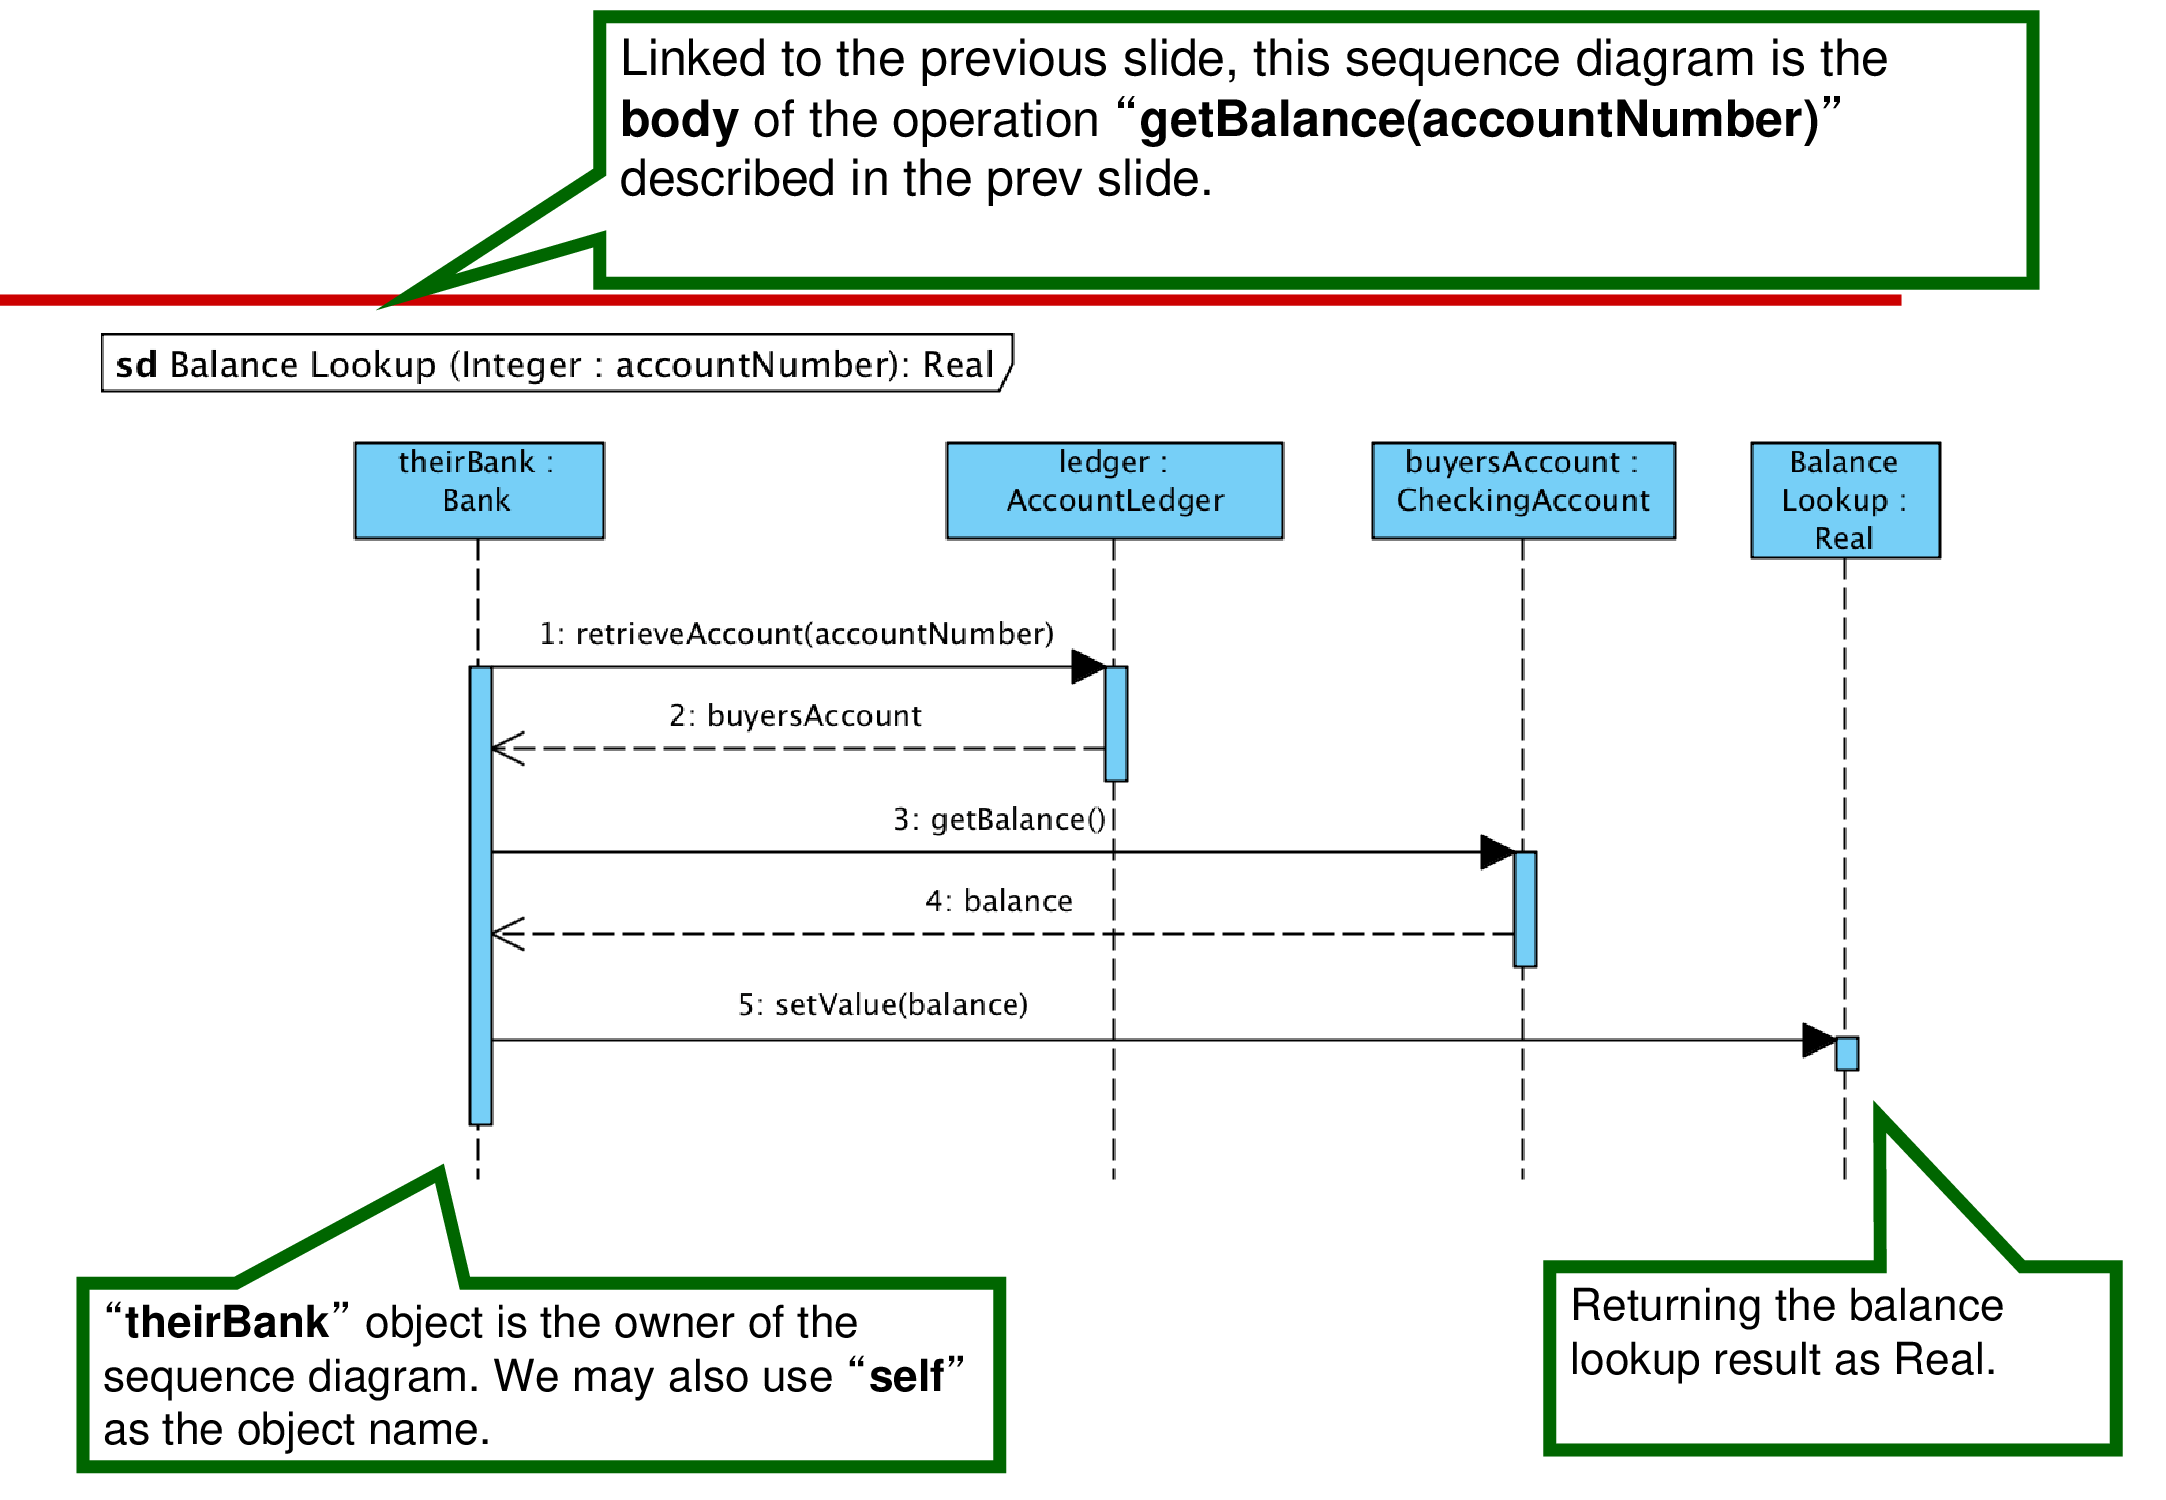 Linked to the previous slide, this sequence diagram is the
body of the operation “getBalance(accountNumber)”
described in the prev slide.
sd Balance Lookup (Integer : accountNumber): Real
theirBank :
Bank
ledger :
AccountLedger
buyersAccount :
CheckingAccount
Balance
Lookup :
Real
1: retrieveAccount(accountNumber)
2: buyersAccount
3: getBalance()
4: balance
5: setValue(balance)
“theirBank” object is the owner of the
sequence diagram. We may also use “self”
as the object name.
Returning the balance
lookup result as Real.